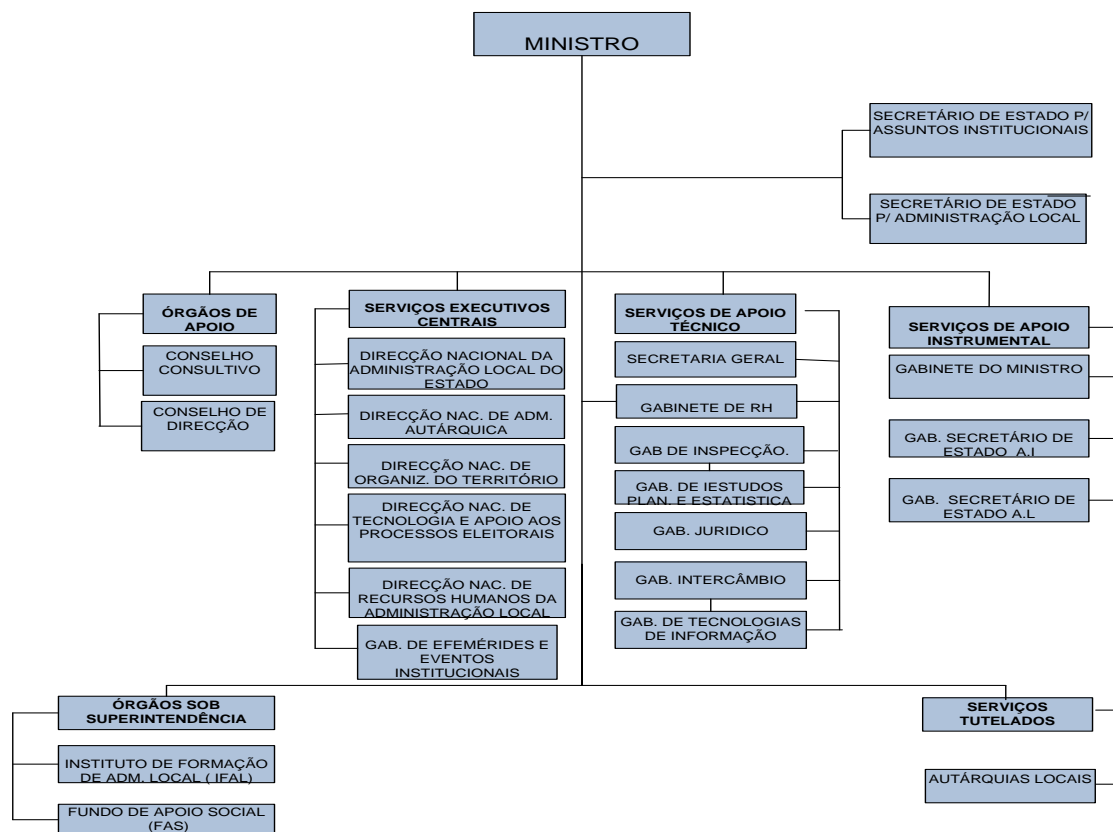 MINISTRO
SECRETÁRIO DE ESTADO P/
ASSUNTOS INSTITUCIONAIS
SECRETÁRIO DE ESTADO
P/ ADMINISTRAÇÃO LOCAL
ÓRGÃOS DE
APOIO
CONSELHO
CONSULTIVO
CONSELHO DE
DIRECÇÃO
SERVIÇOS EXECUTIVOS
CENTRAIS
DIRECÇÃO NACIONAL DA
ADMINISTRAÇÃO LOCAL DO
ESTADO
DIRECÇÃO NAC. DE ADM.
AUTÁRQUICA
DIRECÇÃO NAC. DE
ORGANIZ. DO TERRITÓRIO
DIRECÇÃO NAC. DE
TECNOLOGIA E APOIO AOS
PROCESSOS ELEITORAIS
DIRECÇÃO NAC. DE
RECURSOS HUMANOS DA
ADMINISTRAÇÃO LOCAL
GAB. DE EFEMÉRIDES E
EVENTOS
INSTITUCIONAIS
SERVIÇOS DE APOIO
TÉCNICO
SECRETARIA GERAL
GABINETE DE RH
GAB DE INSPECÇÃO.
GAB. DE IESTUDOS
PLAN. E ESTATISTICA
GAB. JURIDICO
GAB. INTERCÂMBIO
GAB. DE TECNOLOGIAS
DE INFORMAÇÃO
SERVIÇOS DE APOIO
INSTRUMENTAL
GABINETE DO MINISTRO
GAB. SECRETÁRIO DE
ESTADO A.I
GAB. SECRETÁRIO DE
ESTADO A.L
ÓRGÃOS SOB
SUPERINTENDÊNCIA
INSTITUTO DE FORMAÇÃO
DE ADM. LOCAL ( IFAL)
FUNDO DE APOIO SOCIAL
(FAS)
SERVIÇOS
TUTELADOS
AUTÁRQUIAS LOCAIS